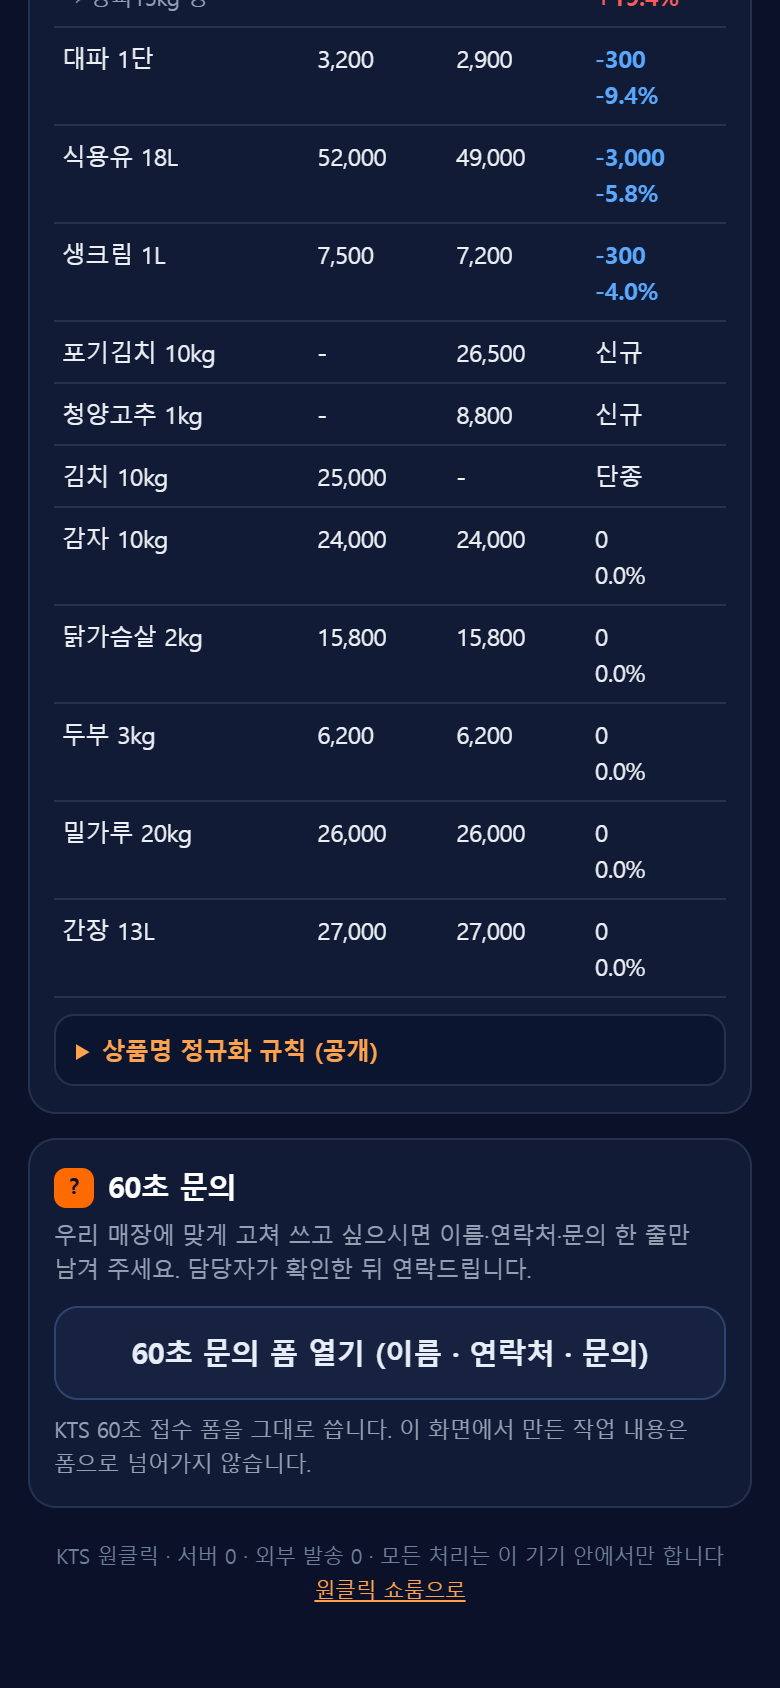 +19.4%
대파 1단 3,200 2,900 -300
-9.4%
식용유 18L 52,000 49,000 -3,000
-5.8%
생크림 1L 7,500 7,200 -300
-4.0%
포기김치 10kg - 26,500 신규
청양고추 1kg - 8,800 신규
김치 10kg 25,000 - 단종
감자 10kg 24,000 24,000 0
0.0%
닭가슴살 2kg 15,800 15,800 0
0.0%
두부 3kg 6,200 6,200 0
0.0%
밀가루 20kg 26,000 26,000 0
0.0%
간장 13L 27,000 27,000 0
0.0%
▶ 상품명 정규화 규칙 (공개)
? 60초 문의
우리 매장에 맞게 고쳐 쓰고 싶으시면 이름·연락처·문의 한 줄만
남겨 주세요. 담당자가 확인한 뒤 연락드립니다.
60초 문의 폼 열기 (이름 · 연락처 · 문의)
KTS 60초 접수 폼을 그대로 씁니다. 이 화면에서 만든 작업 내용은
폼으로 넘어가지 않습니다.
KTS 원클릭 · 서버 0 · 외부 발송 0 · 모든 처리는 이 기기 안에서만 합니다
원클릭 쇼룸으로